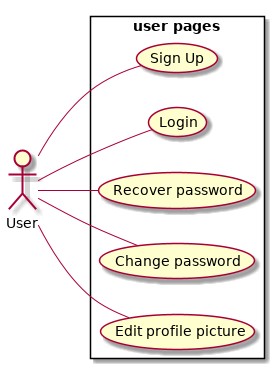 user pages
Sign Up
Login
Recover password
User
Change password
Edit profile picture